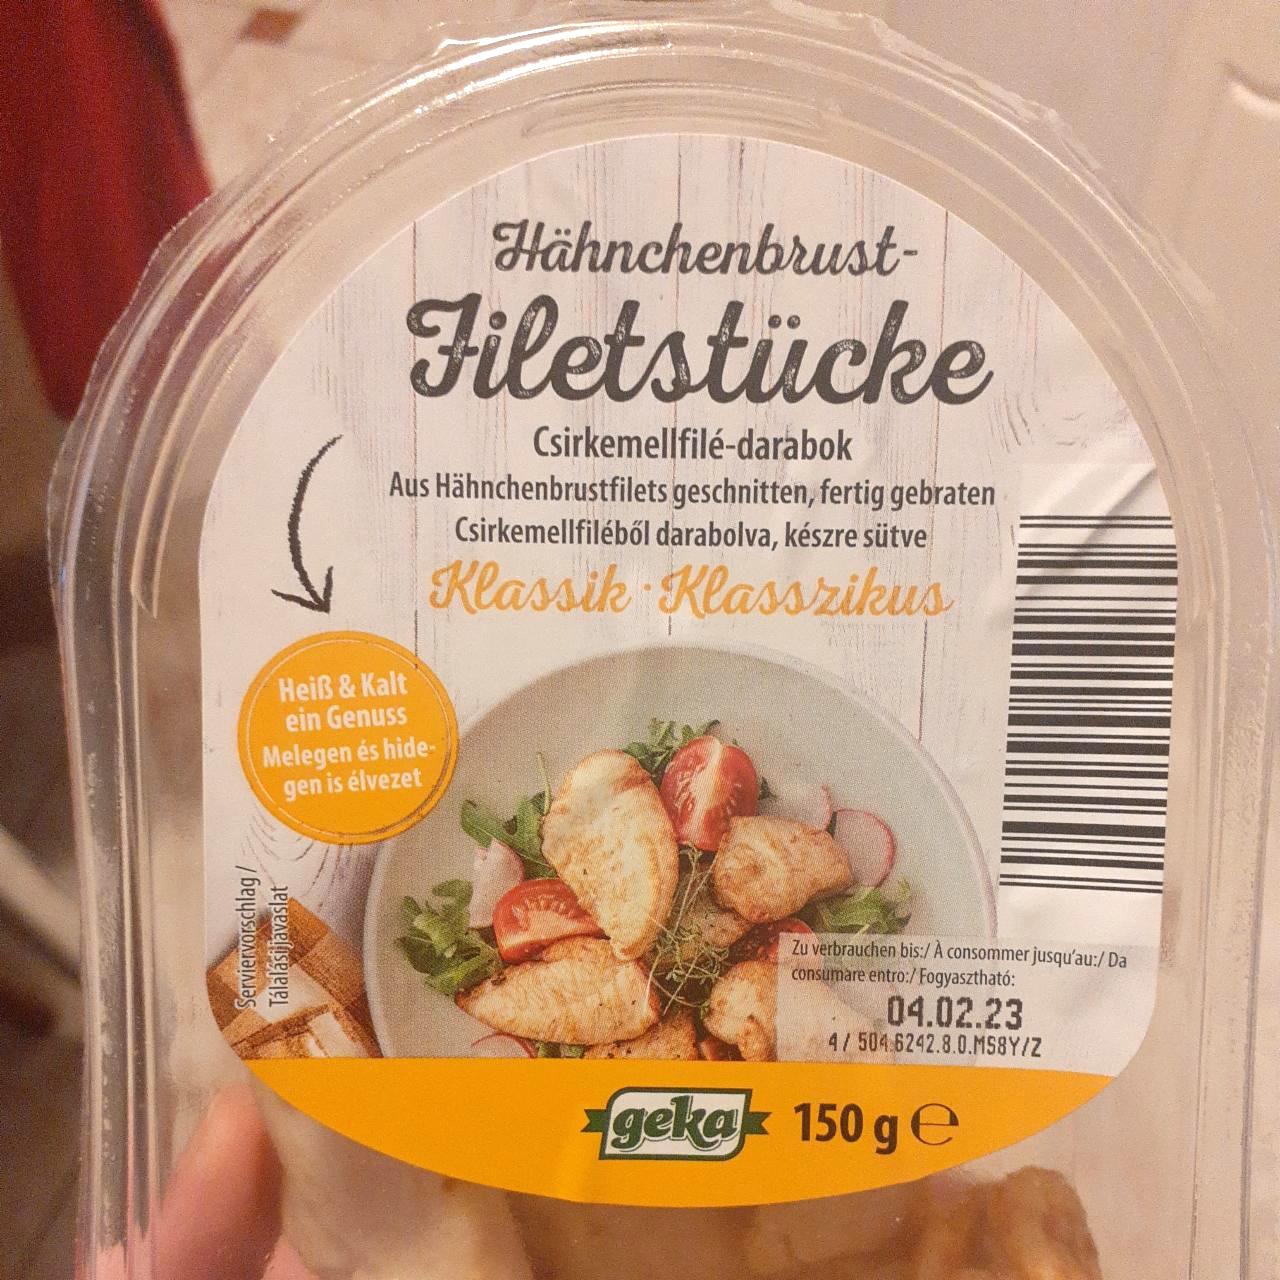 Hähnchenbrust-
Filetstücke
Csirkemellfilé-darabok
Aus Hähnchenbrustfilets geschnitten, fertig gebraten
Csirkemellfiléből darabolva, készre sütve
Klassik · Klasszikus
Heiß & Kalt
ein Genuss
Melegen és hide-
gen is élvezet
Serviervorschlag /
Tálalási javaslat
Zu verbrauchen bis:/ À consommer jusqu'au:/ Da
consumare entro:/ Fogyasztható:
04.02.23
4/ 504.6242.8.0.MS8Y/Z
geka
150 g e